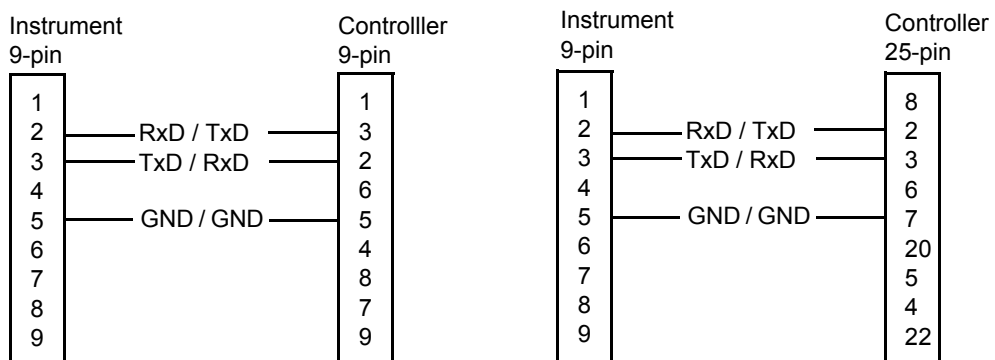 Instrument
9-pin
Controlller
9-pin
1 1
2 RxD / TxD 3
3 TxD / RxD 2
4 6
5 GND / GND 5
6 4
7 8
8 7
9 9
Instrument
9-pin
Controller
25-pin
1 8
2 RxD / TxD 2
3 TxD / RxD 3
4 6
5 GND / GND 7
6 20
7 5
8 4
9 22